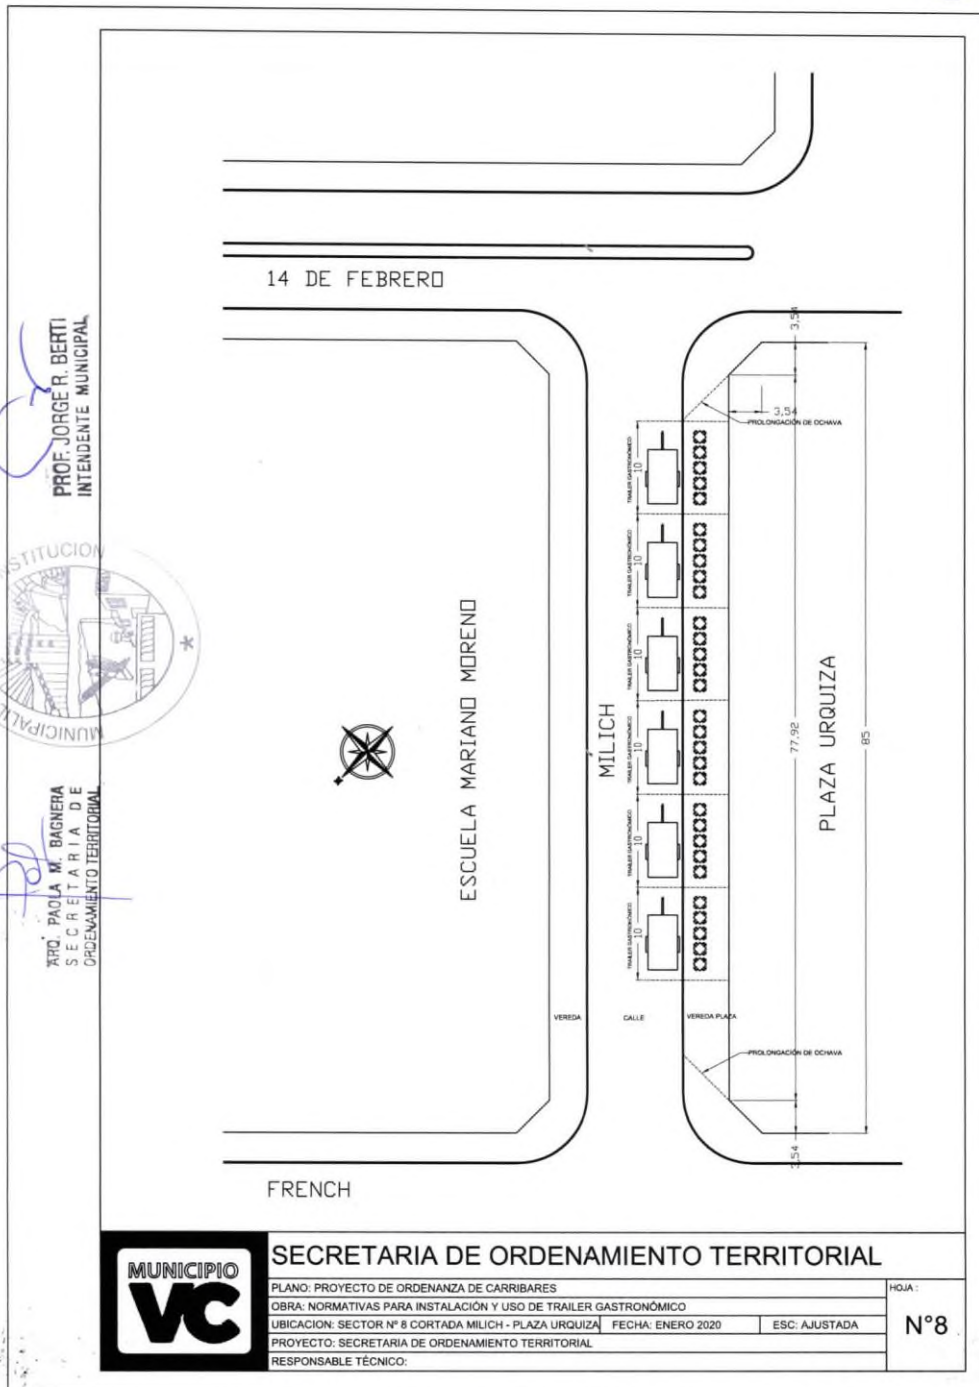 14 DE FEBRERO
3,54
3,54
PROLONGACIÓN DE OCHAVA
TRAILER GASTRONÓMICO
10
TRAILER GASTRONÓMICO
10
TRAILER GASTRONÓMICO
10
TRAILER GASTRONÓMICO
10
TRAILER GASTRONÓMICO
10
TRAILER GASTRONÓMICO
10
ESCUELA MARIANO MORENO
MILICH
PLAZA URQUIZA
77,92
85
VEREDA
CALLE
VEREDA PLAZA
PROLONGACIÓN DE OCHAVA
3,54
FRENCH
PROF. JORGE R. BERTI
INTENDENTE MUNICIPAL
STITUCION
MUNICIPALI
ARQ. PAOLA M. BAGNERA
SECRETARIA DE
ORDENAMIENTO TERRITORIAL
MUNICIPIO
VC
SECRETARIA DE ORDENAMIENTO TERRITORIAL
PLANO: PROYECTO DE ORDENANZA DE CARRIBARES
OBRA: NORMATIVAS PARA INSTALACIÓN Y USO DE TRAILER GASTRONÓMICO
UBICACION: SECTOR Nº 8 CORTADA MILICH - PLAZA URQUIZA FECHA: ENERO 2020 ESC: AJUSTADA
PROYECTO: SECRETARIA DE ORDENAMIENTO TERRITORIAL
RESPONSABLE TÉCNICO:
HOJA :
N°8